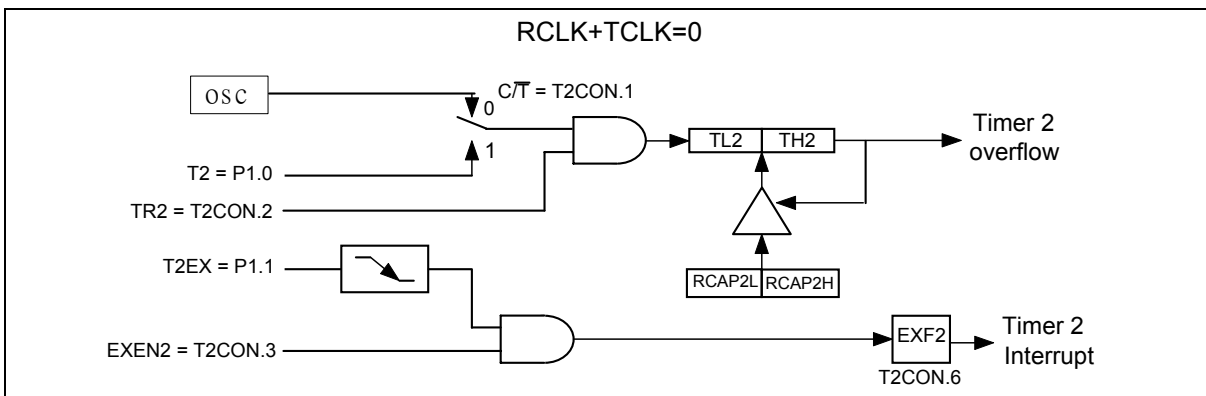 RCLK+TCLK=0
OSC
C/T̅ = T2CON.1
0
1
T2 = P1.0
TR2 = T2CON.2
TL2 TH2
Timer 2
overflow
T2EX = P1.1
RCAP2L RCAP2H
EXEN2 = T2CON.3
EXF2
T2CON.6
Timer 2
Interrupt